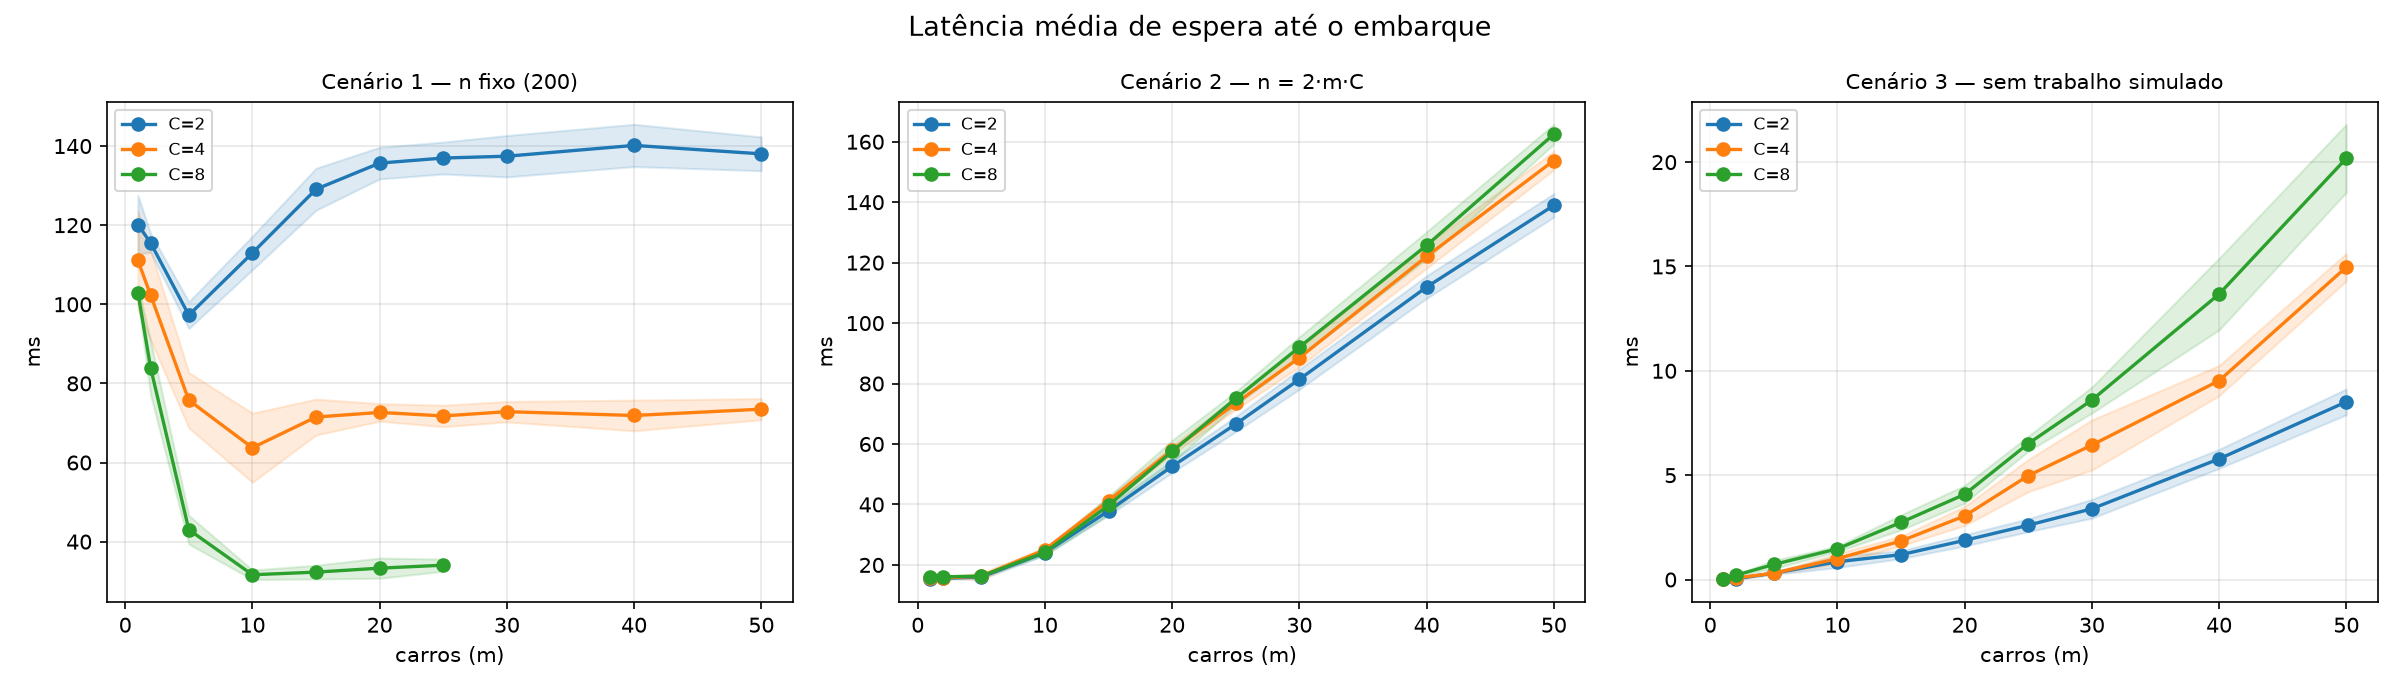 Latência média de espera até o embarque
Cenário 1 — n fixo (200)
C=2
C=4
C=8
140
120
100
80
60
40
ms
0
10
20
30
40
50
carros (m)
Cenário 2 — n = 2·m·C
C=2
C=4
C=8
160
140
120
100
80
60
40
20
ms
0
10
20
30
40
50
carros (m)
Cenário 3 — sem trabalho simulado
C=2
C=4
C=8
20
15
10
5
0
ms
0
10
20
30
40
50
carros (m)